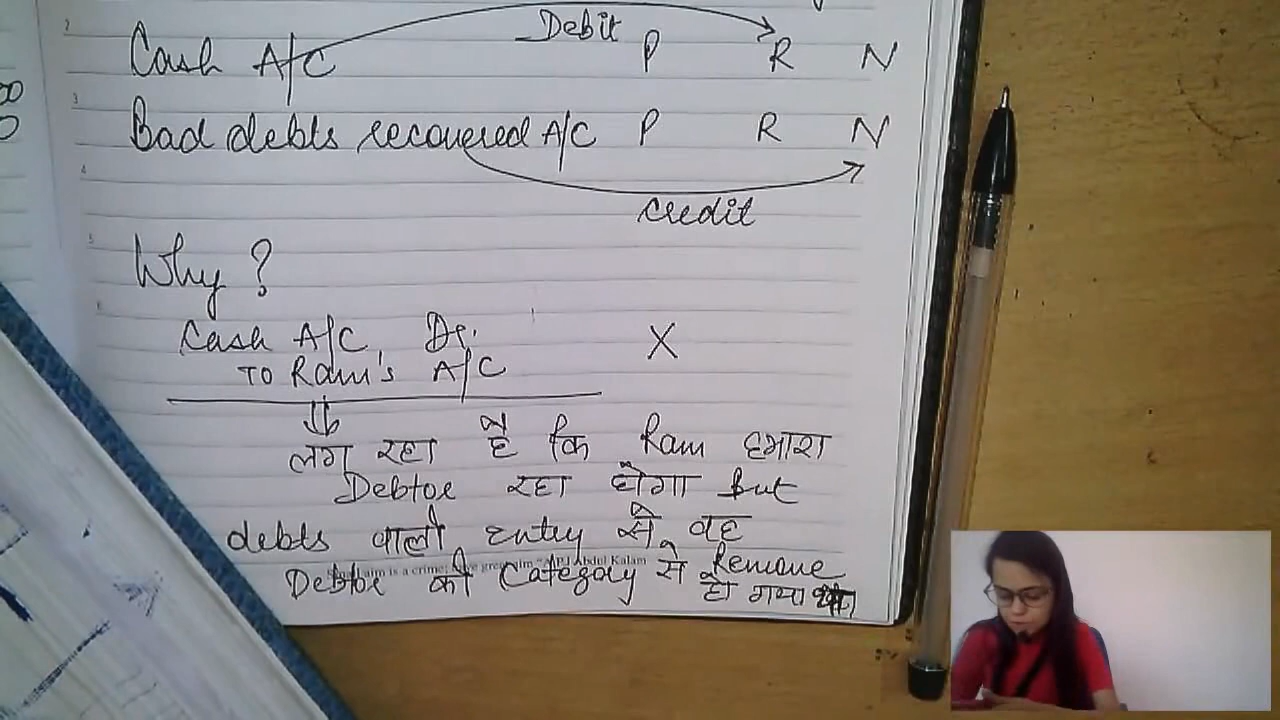 Debit
Cash A/C P R N
Bad debts recovered A/C P R N
Credit
Why ?
Cash A/C Dr. X
To Ram's A/C
लग रहा है कि Ram हमारा
Debtor रहा होगा But
debts वाली entry से वह
Debtor की Category से Remove
हो गया